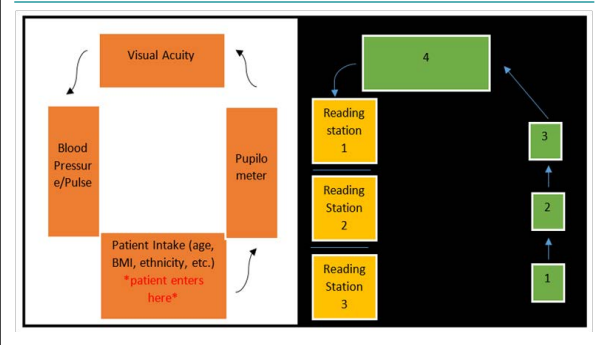 Visual Acuity
Blood
Pressur
e/Pulse
Pupilo
meter
Patient Intake (age,
BMI, ethnicity, etc.)
*patient enters
here*
4
Reading
station
1
Reading
Station
2
Reading
Station
3
3
2
1